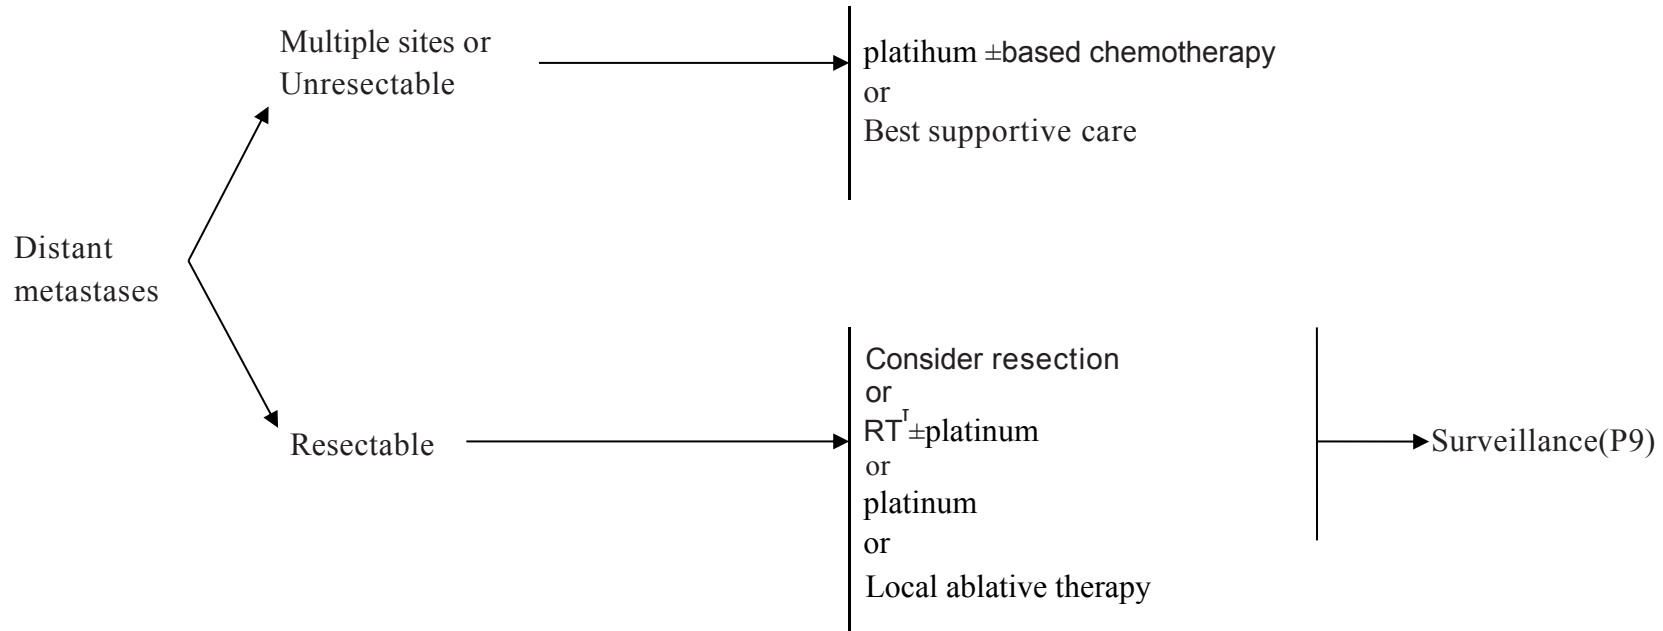 Distant
metastases
Multiple sites or
Unresectable
platihum ±based chemotherapy
or
Best supportive care
Resectable
Consider resection
or
RT ±platinum
or
platinum
or
Local ablative therapy
Surveillance(P9)